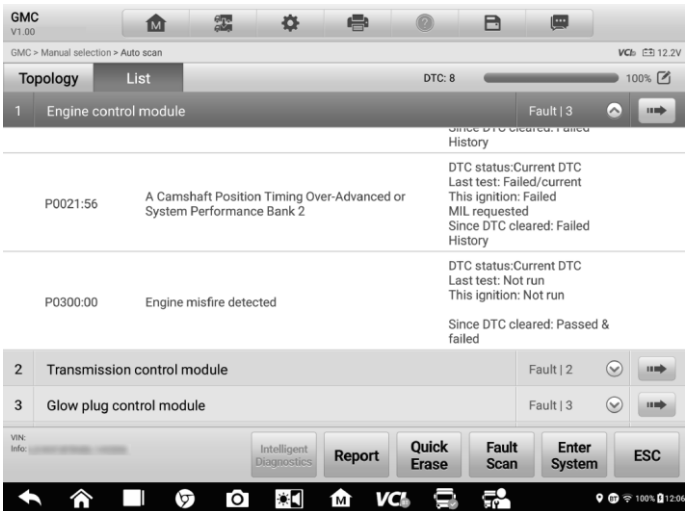 GMC
V1.00
GMC > Manual selection > Auto scan
VCI 12.2V
Topology List DTC: 8 100%
1 Engine control module Fault | 3
Since DTC cleared: Failed
History
P0021:56
A Camshaft Position Timing Over-Advanced or
System Performance Bank 2
DTC status:Current DTC
Last test: Failed/current
This ignition: Failed
MIL requested
Since DTC cleared: Failed
History
P0300:00
Engine misfire detected
DTC status:Current DTC
Last test: Not run
This ignition: Not run
Since DTC cleared: Passed &
failed
2 Transmission control module Fault | 2
3 Glow plug control module Fault | 3
VIN:
Info:
Intelligent
Diagnostics
Report
Quick
Erase
Fault
Scan
Enter
System
ESC
VCI 100% 12:06